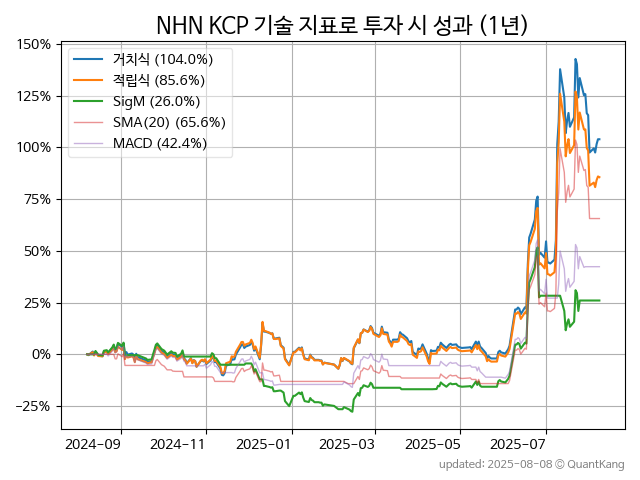 NHN KCP 기술 지표로 투자 시 성과 (1년)
150%
125%
100%
75%
50%
25%
0%
−25%
거치식 (104.0%)
적립식 (85.6%)
SigM (26.0%)
SMA(20) (65.6%)
MACD (42.4%)
2024-09
2024-11
2025-01
2025-03
2025-05
2025-07
updated: 2025-08-08 ⓒ QuantKang